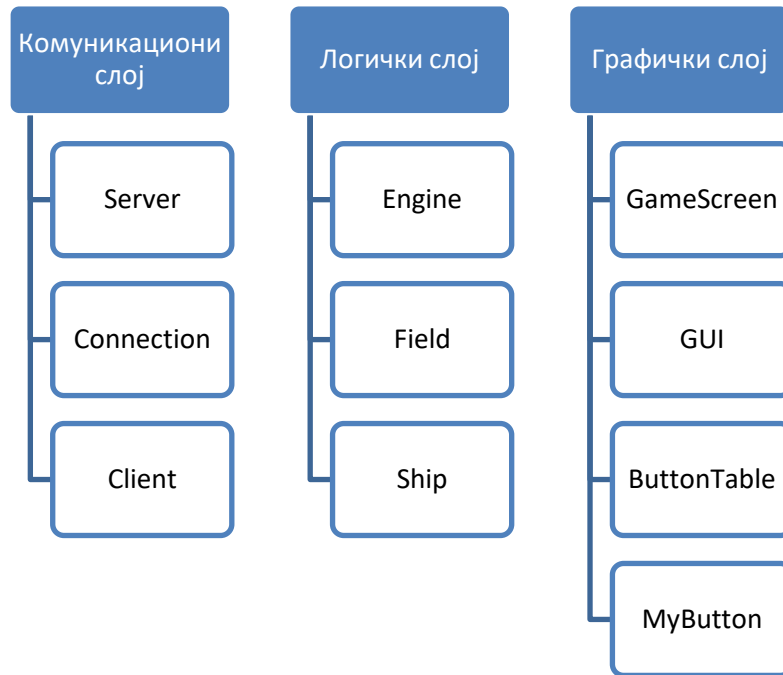 Комуникациони
слој
Server
Connection
Client
Логички слој
Engine
Field
Ship
Графички слој
GameScreen
GUI
ButtonTable
MyButton